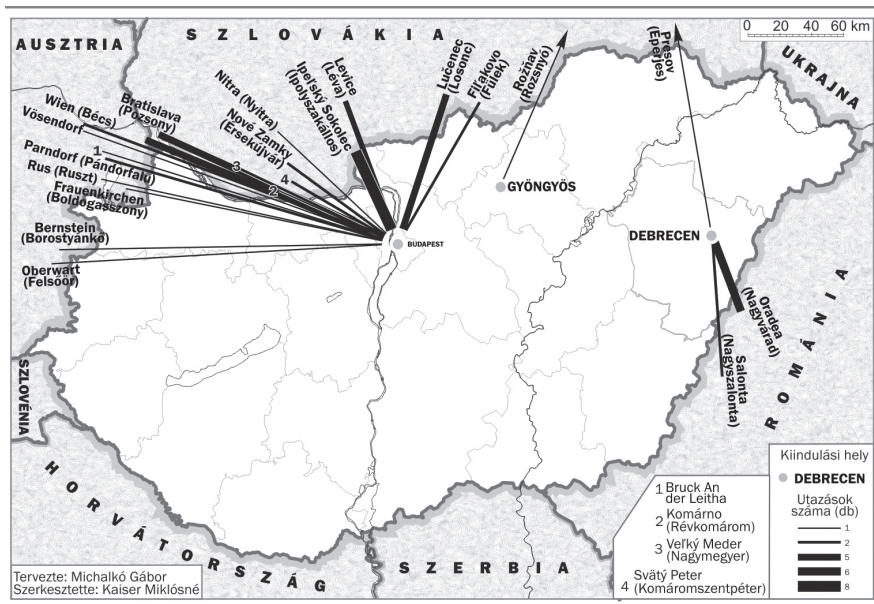 AUSZTRIA
SZLOVÁKIA
0 20 40 60 km
UKRAJNA
Wien (Bécs)
Vösendorf
1
Parndorf (Pándorfalu)
Rus (Ruszt)
Frauenkirchen
(Boldogasszony)
Bernstein
(Borostyánkő)
Oberwart
(Felsőőr)
Bratislava
(Pozsony)
3
2
Nitra (Nyitra)
Nové Zamky
(Érsekújvár)
4
Ipeľský Sokolec
(Ipolyszakállos)
Levice
(Léva)
Lučenec
(Losonc)
Fiľakovo
(Fülek)
Rožňav
(Rozsnyó)
Prešov
(Eperjes)
GYÖNGYÖS
BUDAPEST
DEBRECEN
Oradea
(Nagyvárad)
Salonta
(Nagyszalonta)
ROMÁNIA
SZLOVÉNIA
HORVÁTORSZÁG
SZERBIA
1 Bruck An
der Leitha
2 Komárno
(Révkomárom)
3 Veľký Meder
(Nagymegyer)
Svätý Peter
4 (Komáromszentpéter)
Kiindulási hely
DEBRECEN
Utazások
száma (db)
1
2
5
6
8
Tervezte: Michalkó Gábor
Szerkesztette: Kaiser Miklósné